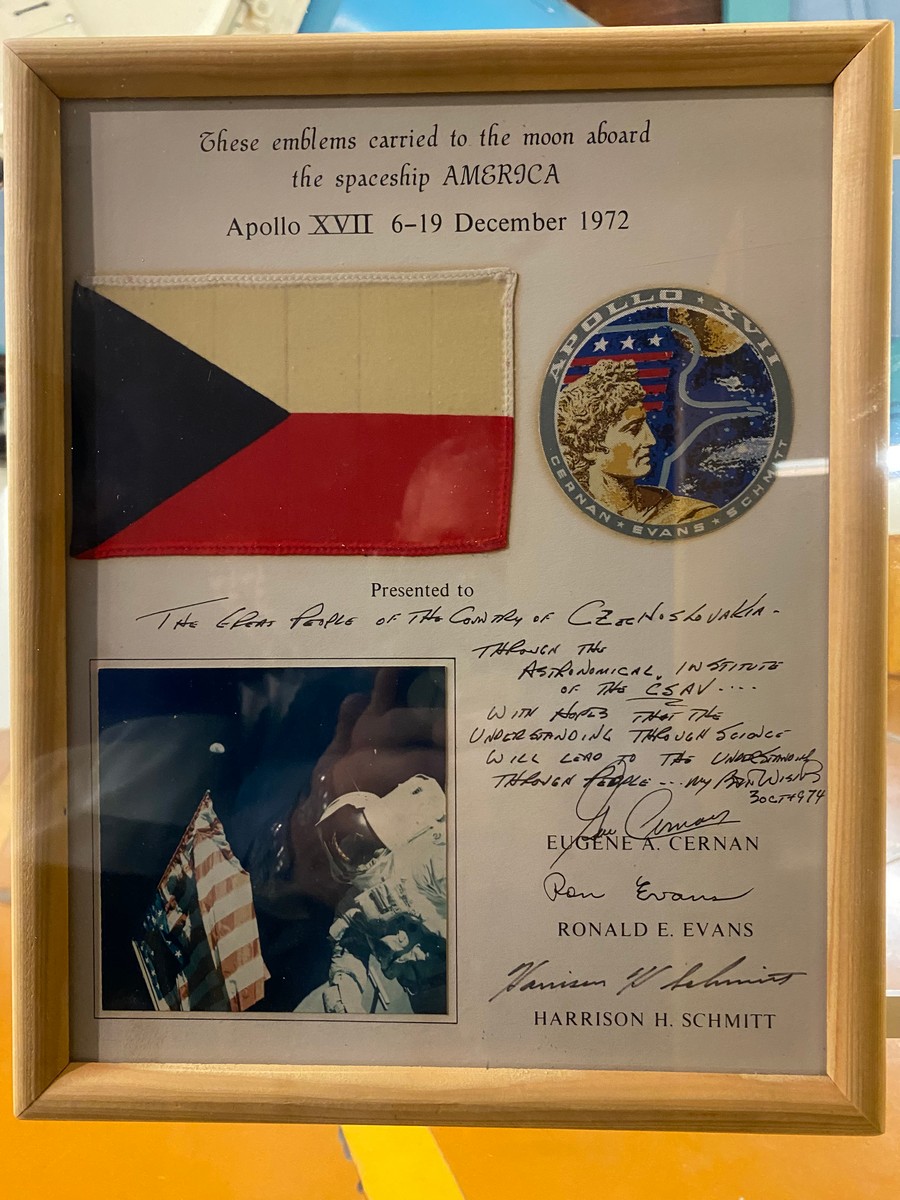 These emblems carried to the moon aboard
the spaceship AMERICA
Apollo XVII 6–19 December 1972
APOLLO ★ XVII
CERNAN ★ EVANS ★ SCHMITT
Presented to
THE GREAT PEOPLE OF THE COUNTRY OF CZECHOSLOVAKIA -
THROUGH THE
ASTRONOMICAL INSTITUTE
OF THE CSAV ....
WITH HOPES THAT THE
UNDERSTANDING THROUGH SCIENCE
WILL LEAD TO THE UNDERSTANDING
THROUGH PEOPLE --- MY BEST WISHES
3 OCT 1974
Gene Cernan
EUGENE A. CERNAN
Ron Evans
RONALD E. EVANS
Harrison H Schmitt
HARRISON H. SCHMITT